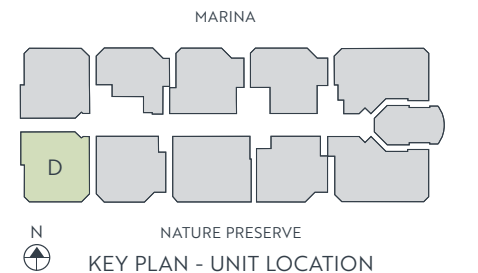 MARINA
D
N
NATURE PRESERVE
KEY PLAN - UNIT LOCATION